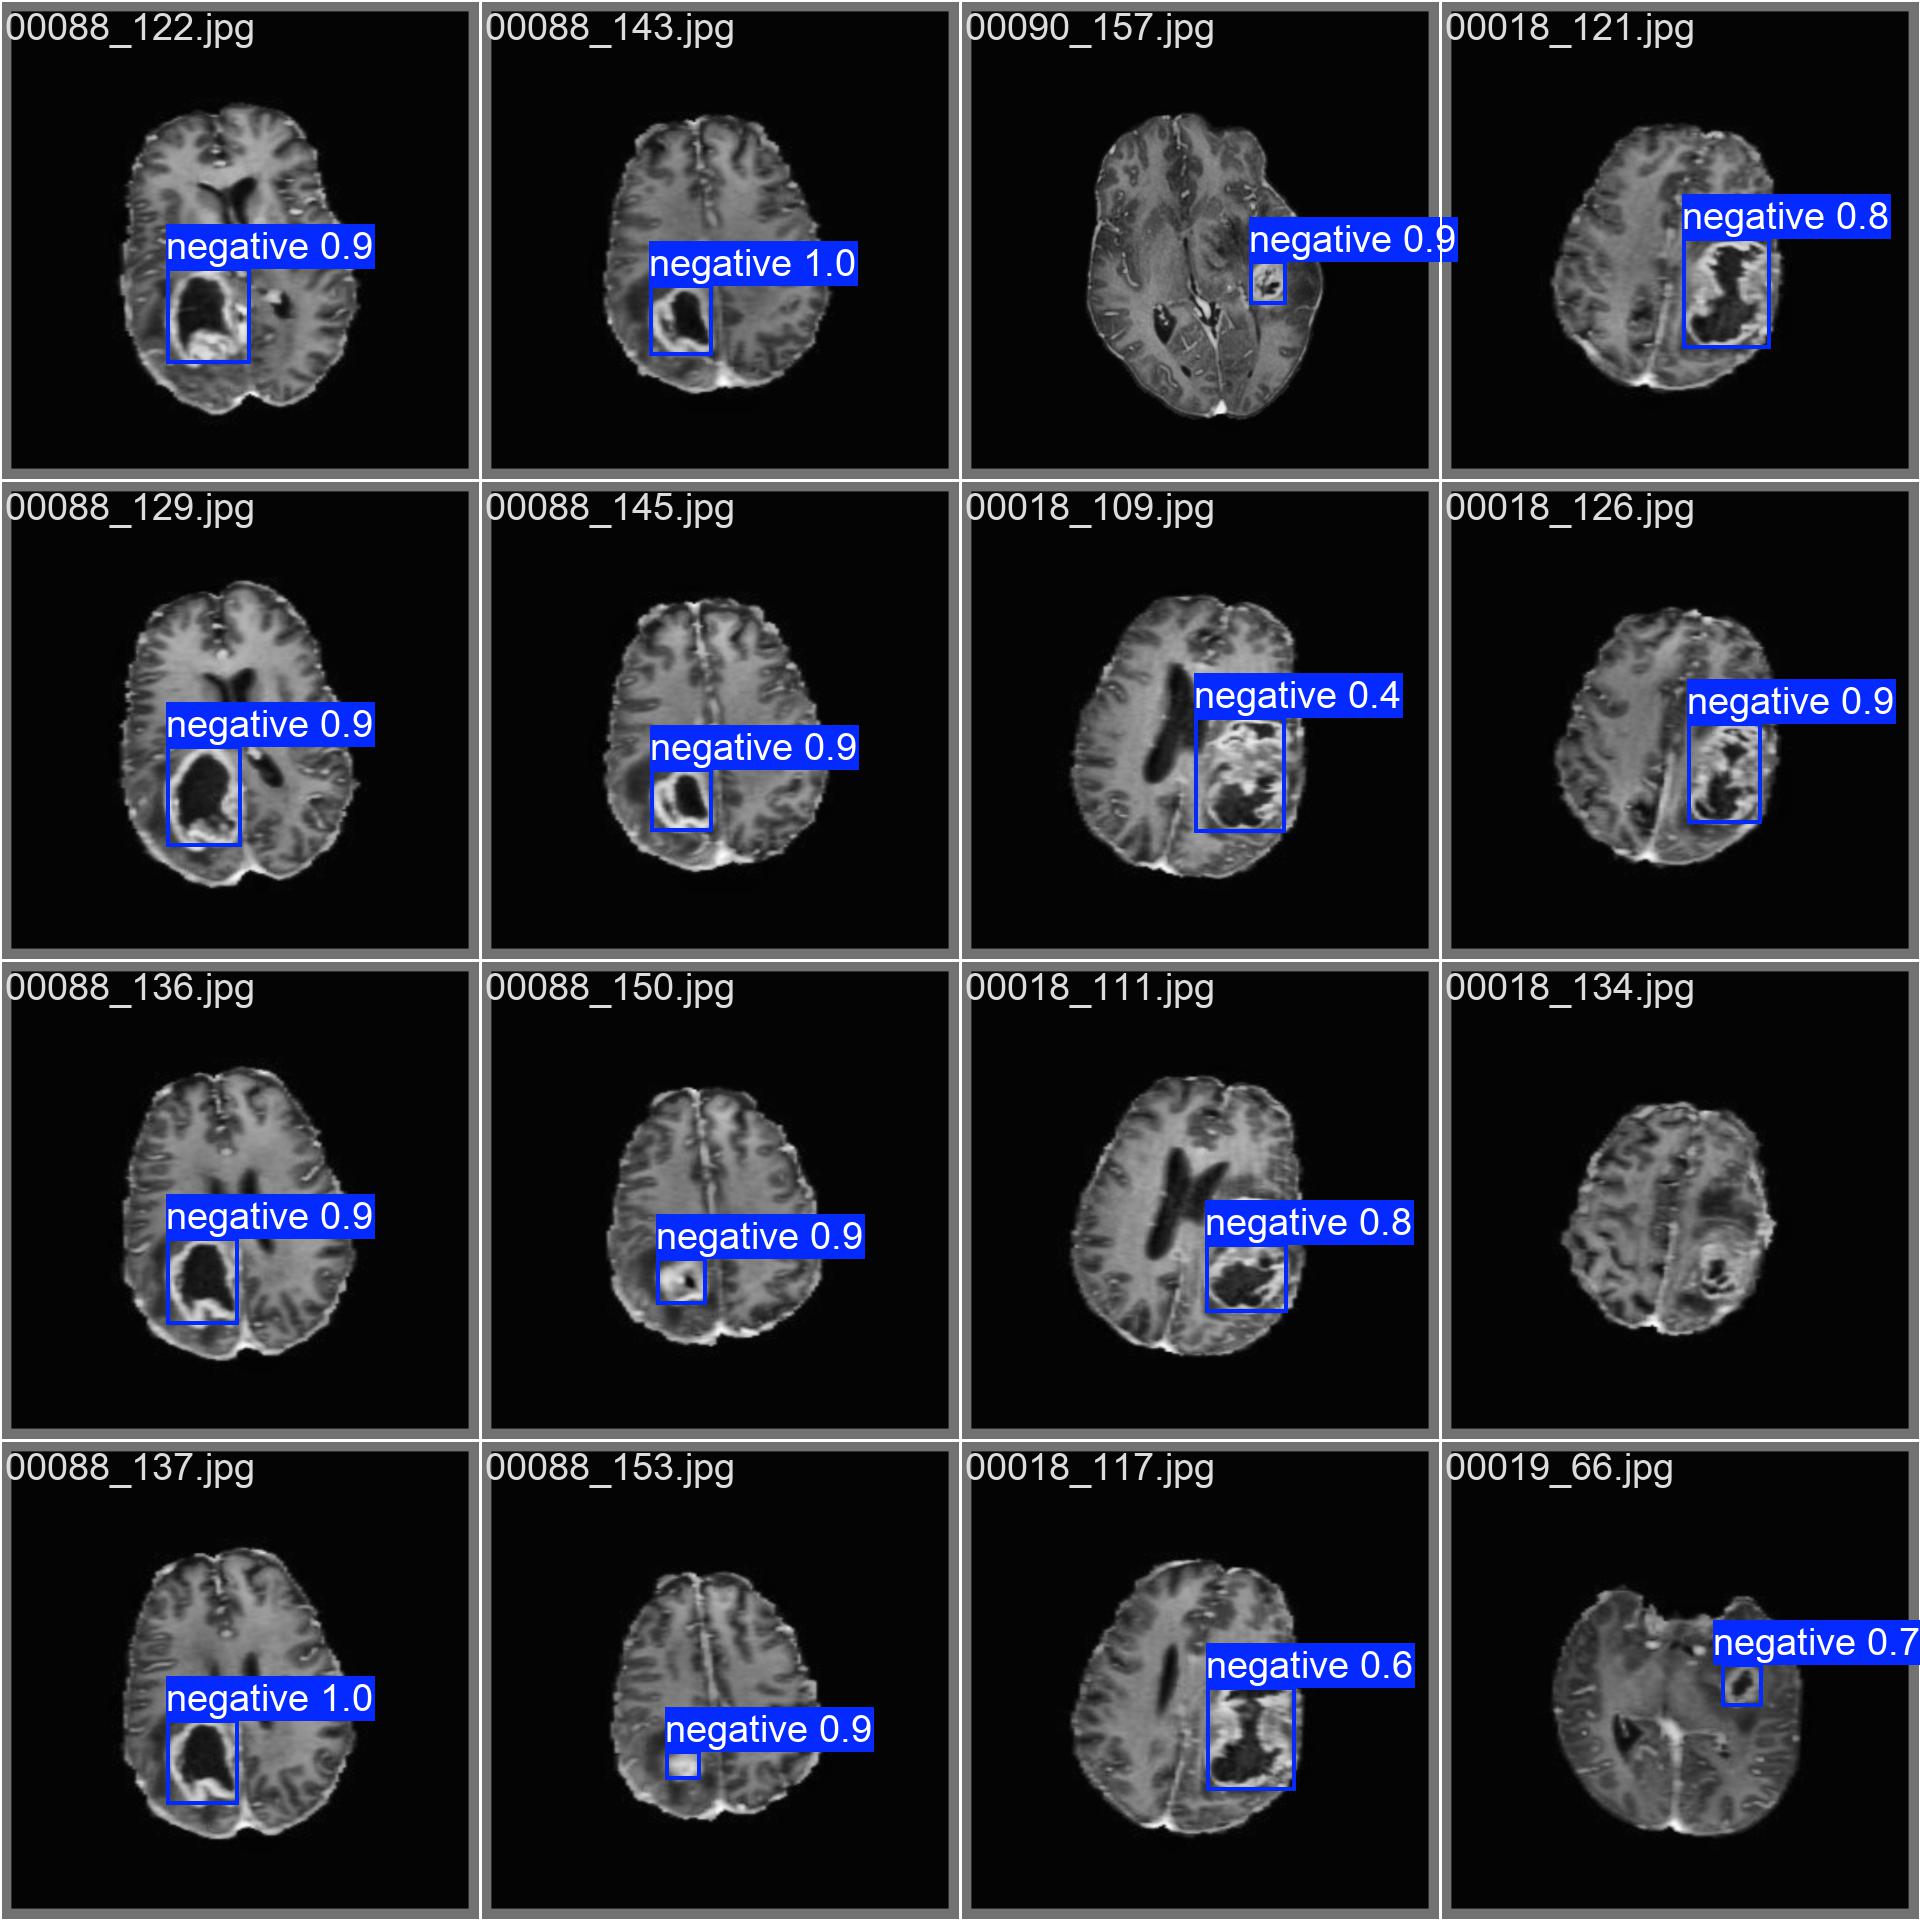 00088_122.jpg
negative 0.9
00088_143.jpg
negative 1.0
00090_157.jpg
negative 0.9
00018_121.jpg
negative 0.8
00088_129.jpg
negative 0.9
00088_145.jpg
negative 0.9
00018_109.jpg
negative 0.4
00018_126.jpg
negative 0.9
00088_136.jpg
negative 0.9
00088_150.jpg
negative 0.9
00018_111.jpg
negative 0.8
00018_134.jpg
00088_137.jpg
negative 1.0
00088_153.jpg
negative 0.9
00018_117.jpg
negative 0.6
00019_66.jpg
negative 0.7